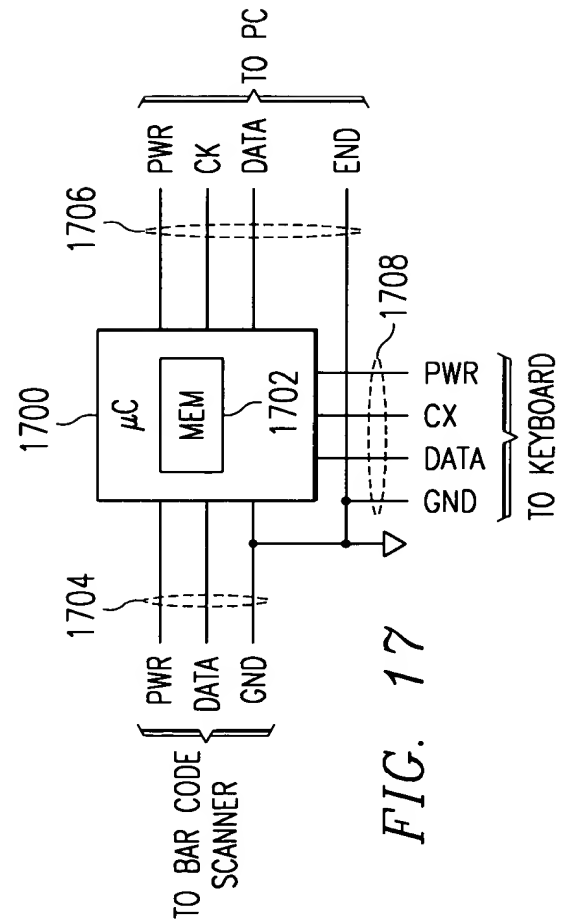 1700
μC
MEM
1702
1704
PWR
DATA
GND
TO BAR CODE
SCANNER
1706
PWR
CK
DATA
END
TO PC
1708
PWR
CX
DATA
GND
TO KEYBOARD
FIG. 17